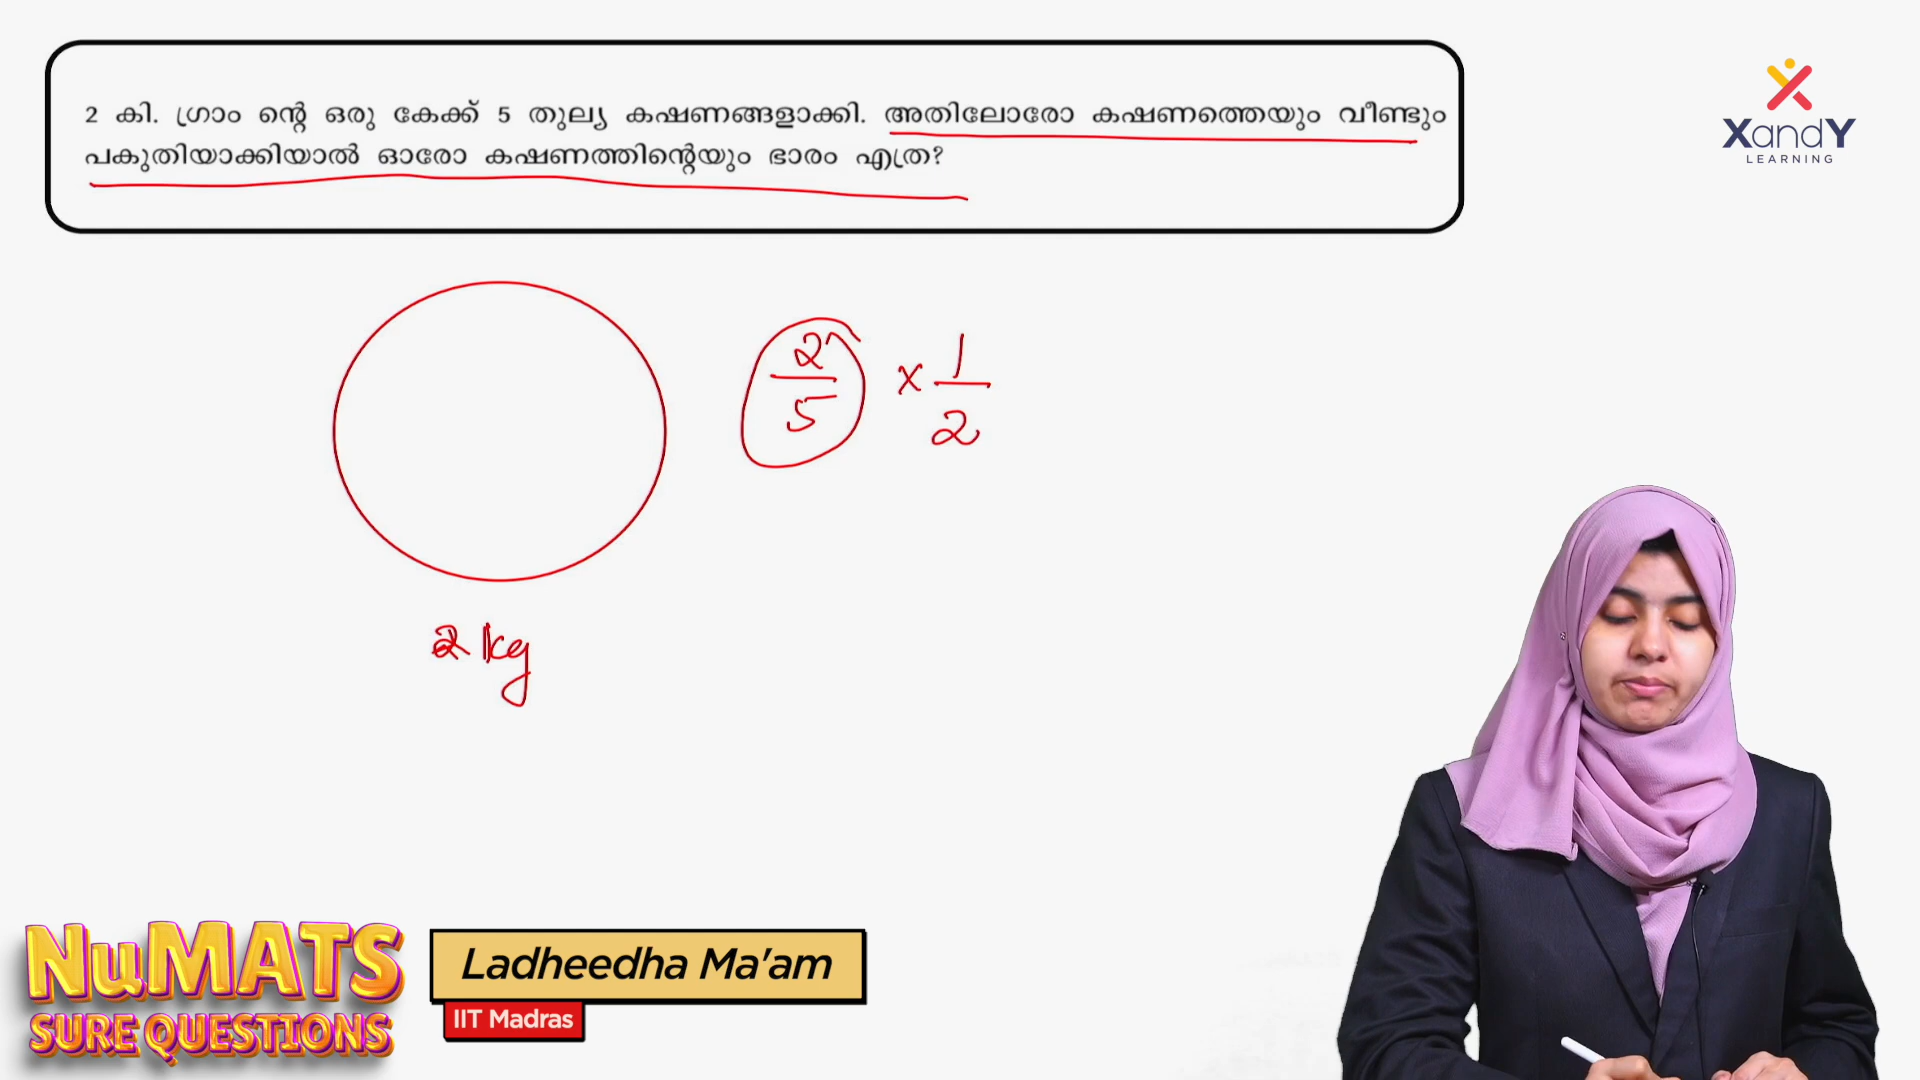 2 കി. ഗ്രാം ന്റെ ഒരു കേക്ക് 5 തുല്യ കഷണങ്ങളാക്കി. അതിലോരോ കഷണത്തെയും വീണ്ടും
പകുതിയാക്കിയാൽ ഓരോ കഷണത്തിന്റെയും ഭാരം എത്ര?
XandY
LEARNING
2/5 × 1/2
2 kg
NuMATS
SURE QUESTIONS
Ladheedha Ma'am
IIT Madras